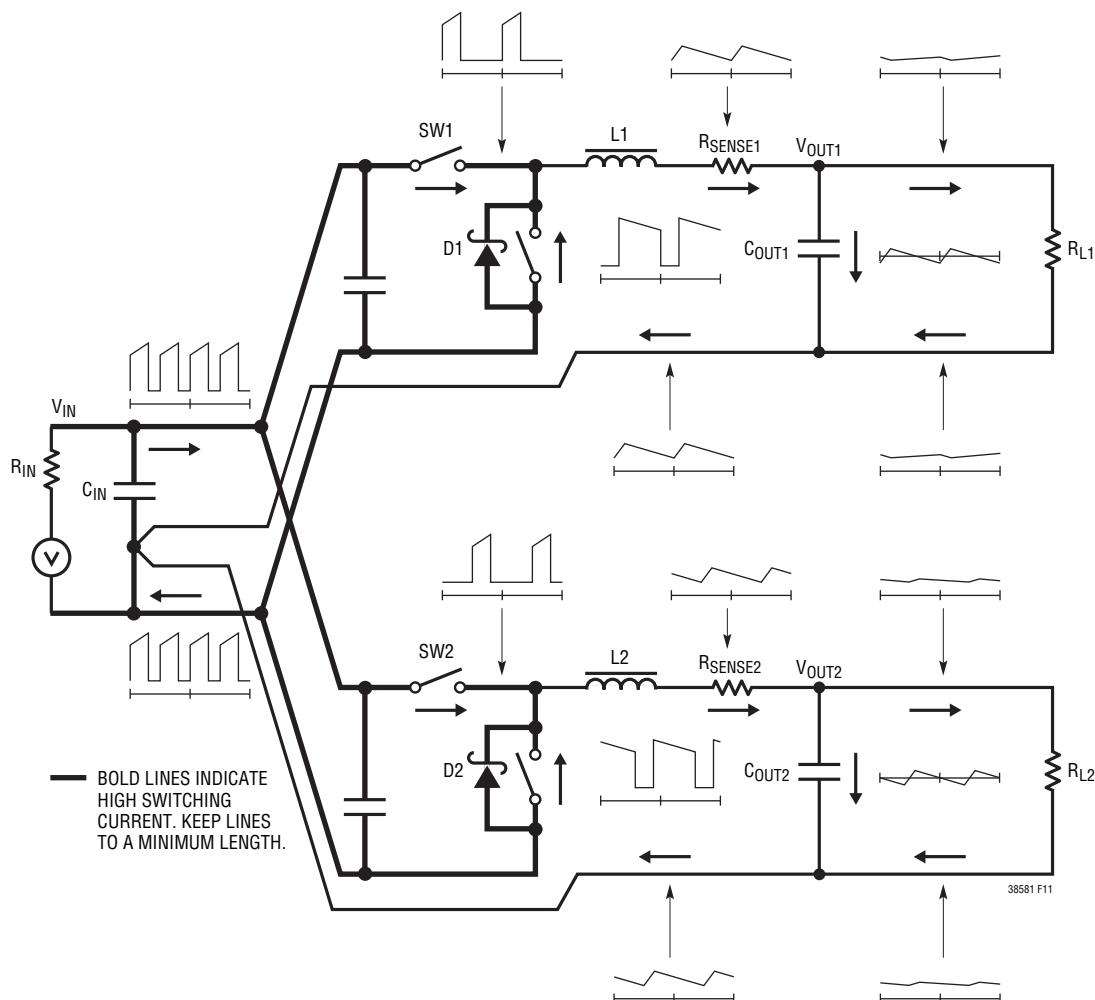 SW1
L1
RSENSE1
VOUT1
D1
COUT1
RL1
VIN
RIN
CIN
V
SW2
L2
RSENSE2
VOUT2
D2
COUT2
RL2
BOLD LINES INDICATE
HIGH SWITCHING
CURRENT. KEEP LINES
TO A MINIMUM LENGTH.
38581 F11